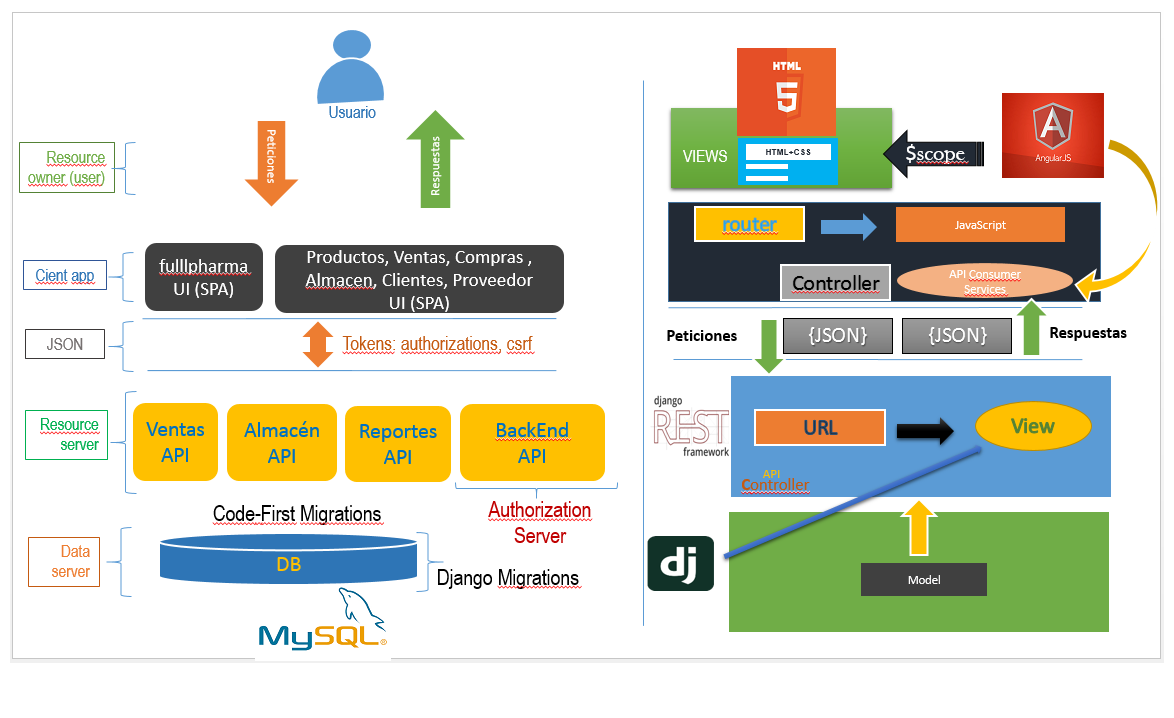 Usuario
Peticiones
Respuestas
Resource
owner (user)
Cient app
fulllpharma
UI (SPA)
Productos, Ventas, Compras ,
Almacen, Clientes, Proveedor
UI (SPA)
JSON
Tokens: authorizations, csrf
Resource
server
Ventas
API
Almacén
API
Reportes
API
BackEnd
API
Code-First Migrations
Authorization
Server
Data
server
DB
Django Migrations
MySQL®
HTML
5
VIEWS
HTML+CSS
$scope
A
AngularJS
router
JavaScript
Controller
API Consumer
Services
Peticiones
{JSON}
{JSON}
Respuestas
django
REST
framework
URL
View
API
Controller
dj
Model